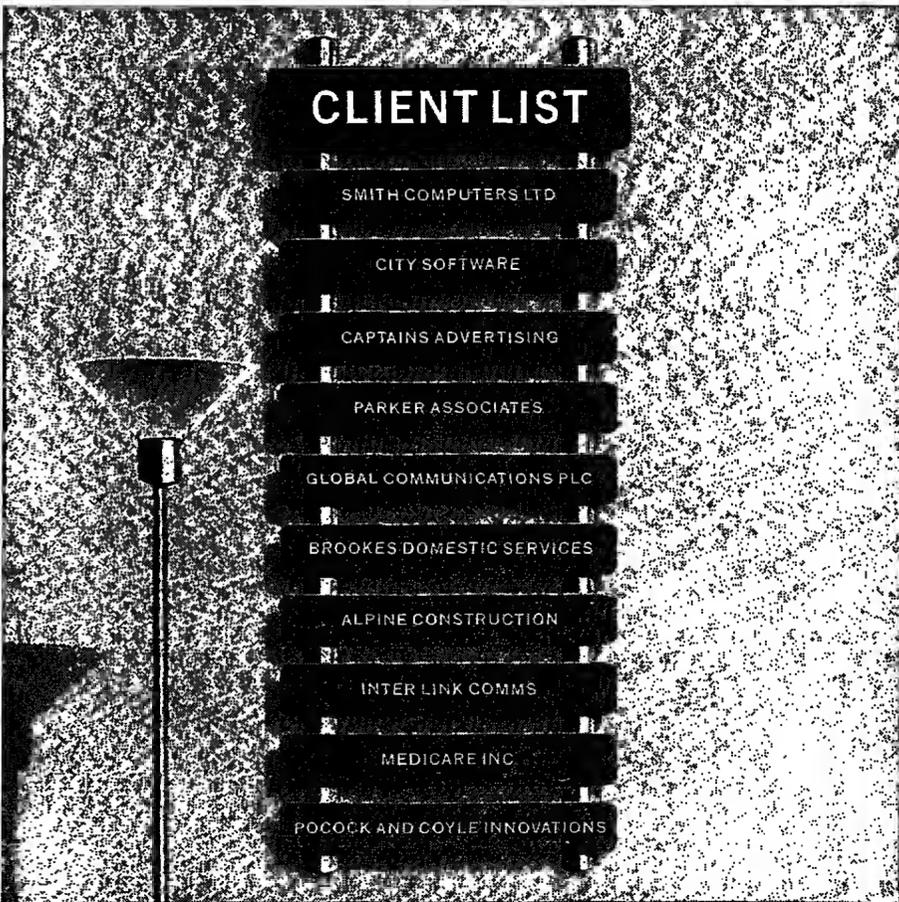 CLIENT LIST
SMITH COMPUTERS LTD
CITY SOFTWARE
CAPTAINS ADVERTISING
PARKER ASSOCIATES
GLOBAL COMMUNICATIONS PLC
BROOKES DOMESTIC SERVICES
ALPINE CONSTRUCTION
INTER LINK COMMS
MEDICARE INC
POCOCK AND COYLE INNOVATIONS